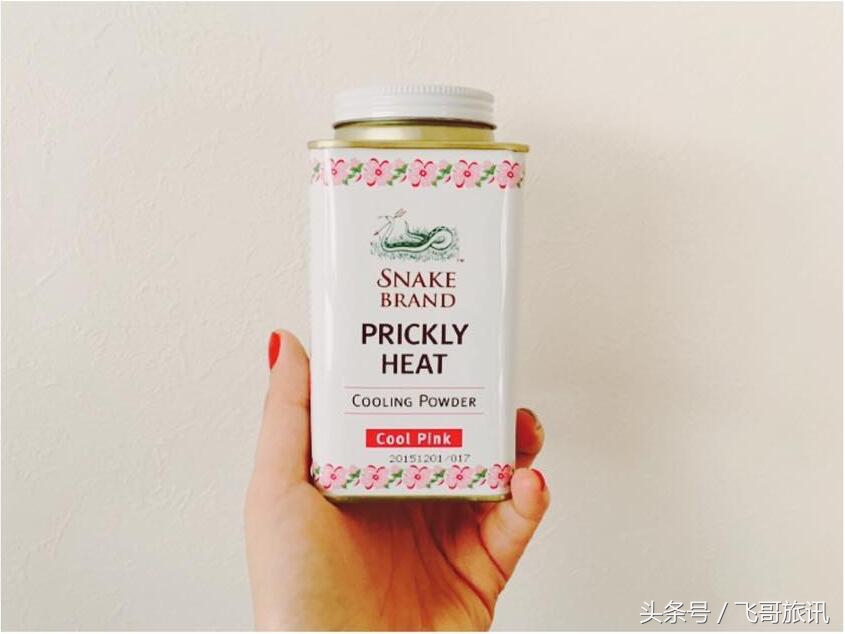 SNAKE
BRAND
PRICKLY
HEAT
COOLING POWDER
Cool Pink
20151201/017
头条号 / 飞哥旅讯